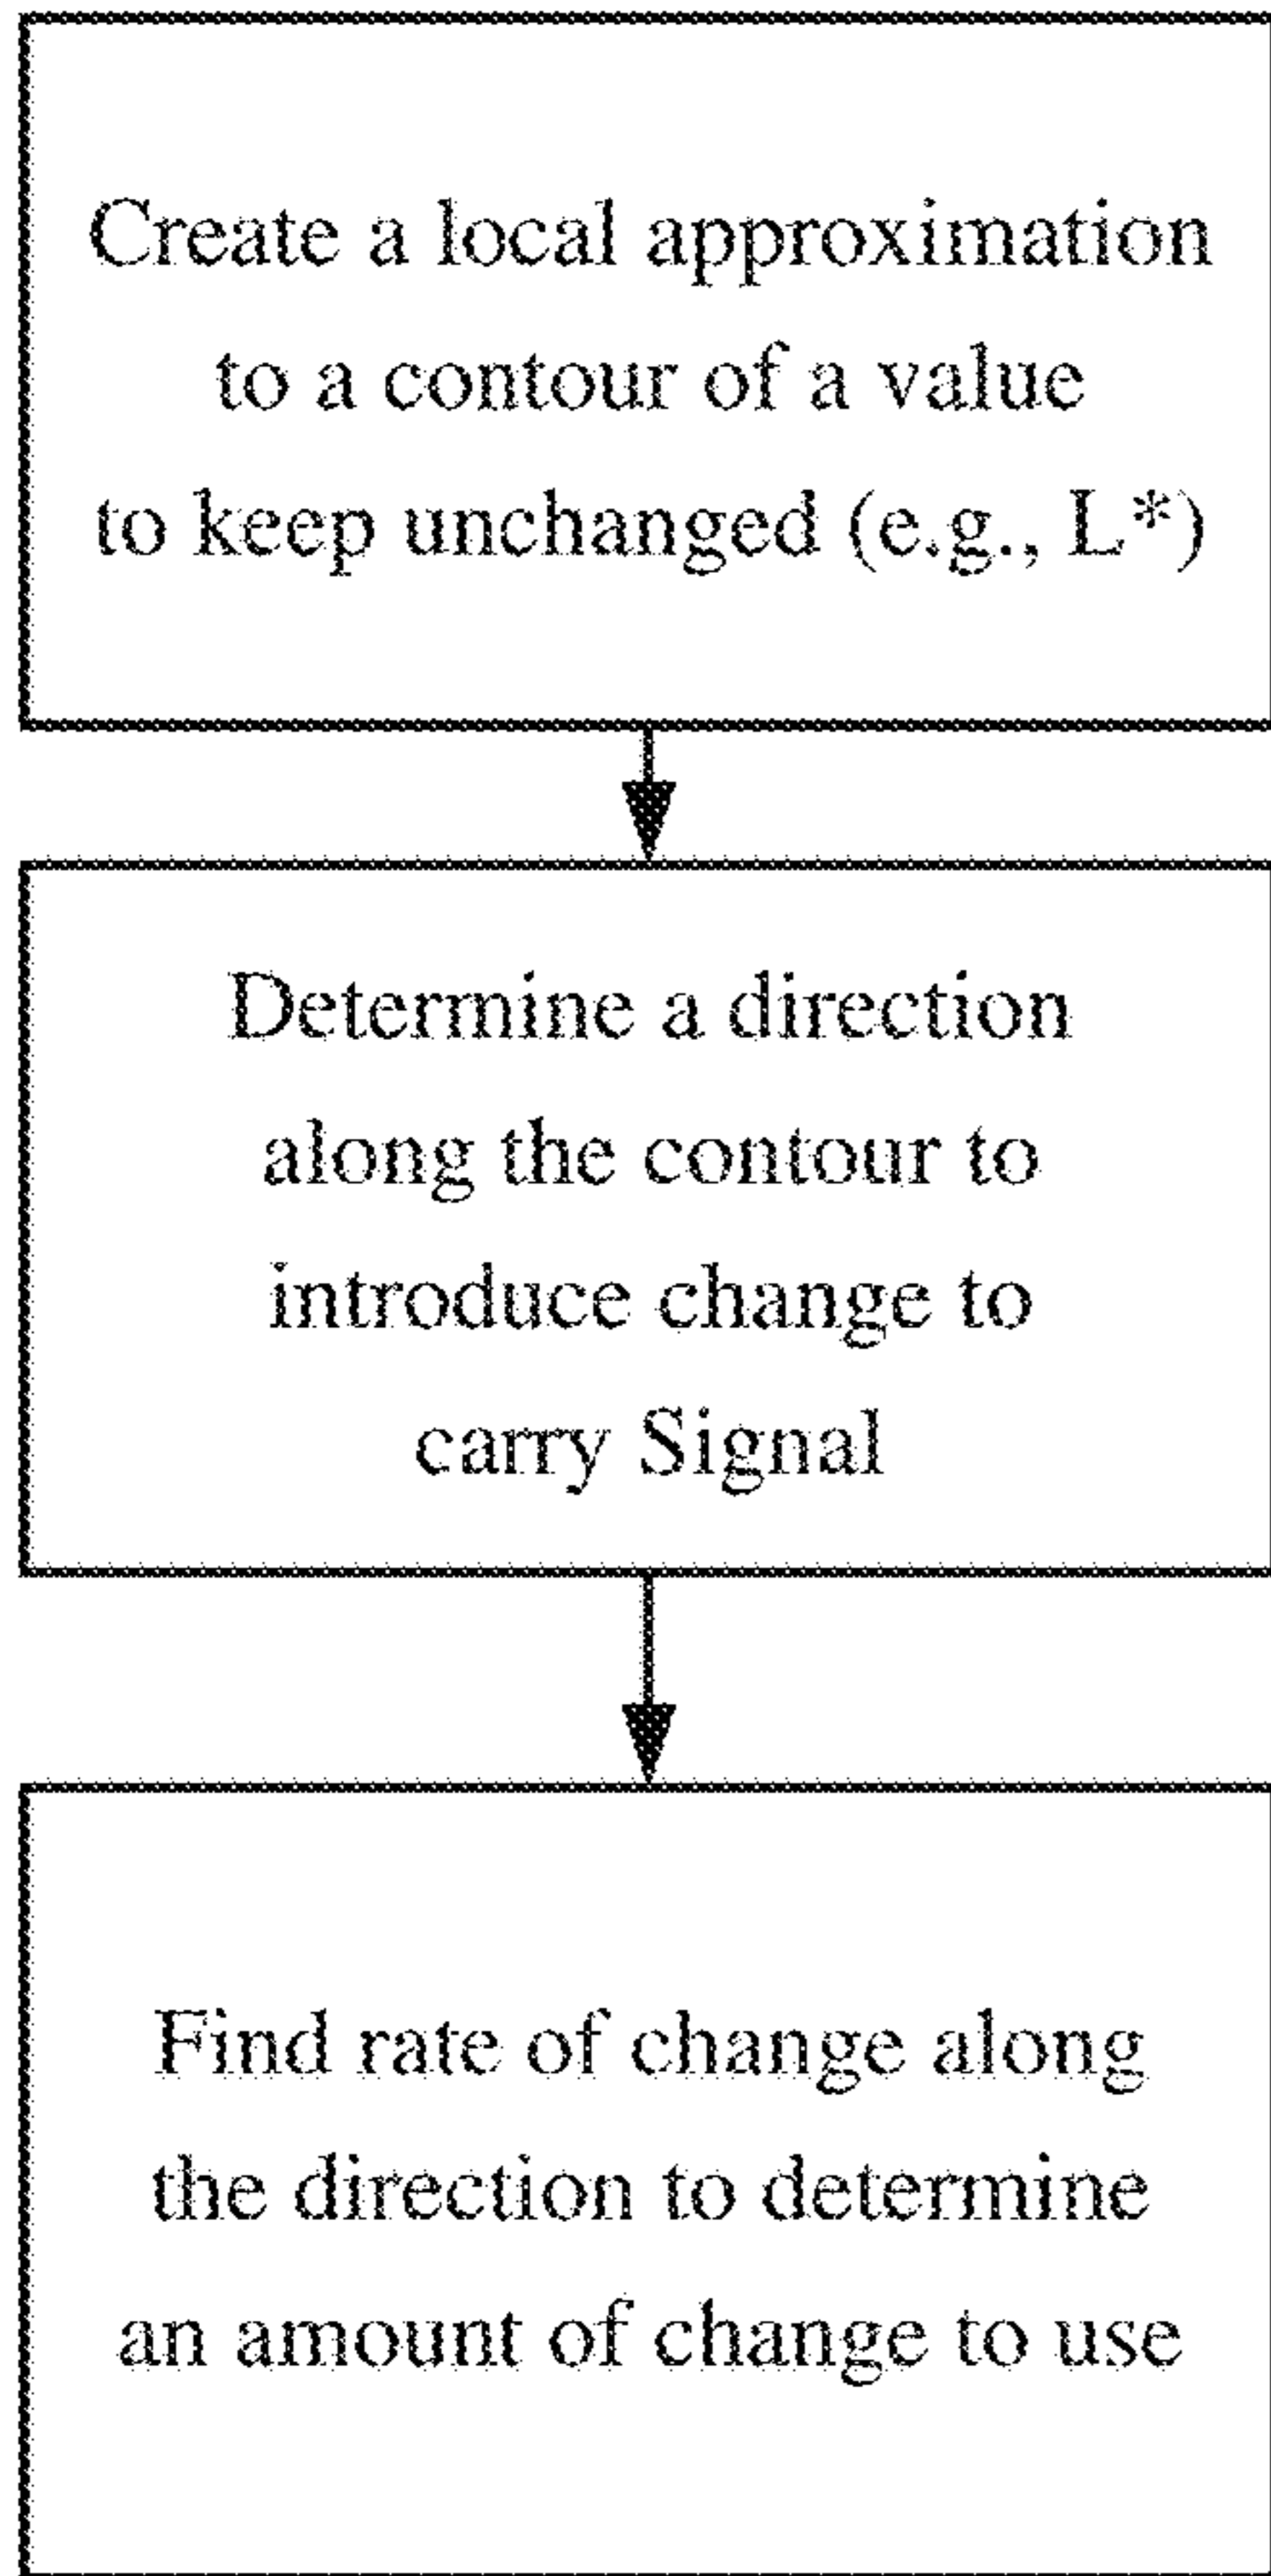 Create a local approximation
to a contour of a value
to keep unchanged (e.g., L*)
Determine a direction
along the contour to
introduce change to
carry Signal
Find rate of change along
the direction to determine
an amount of change to use